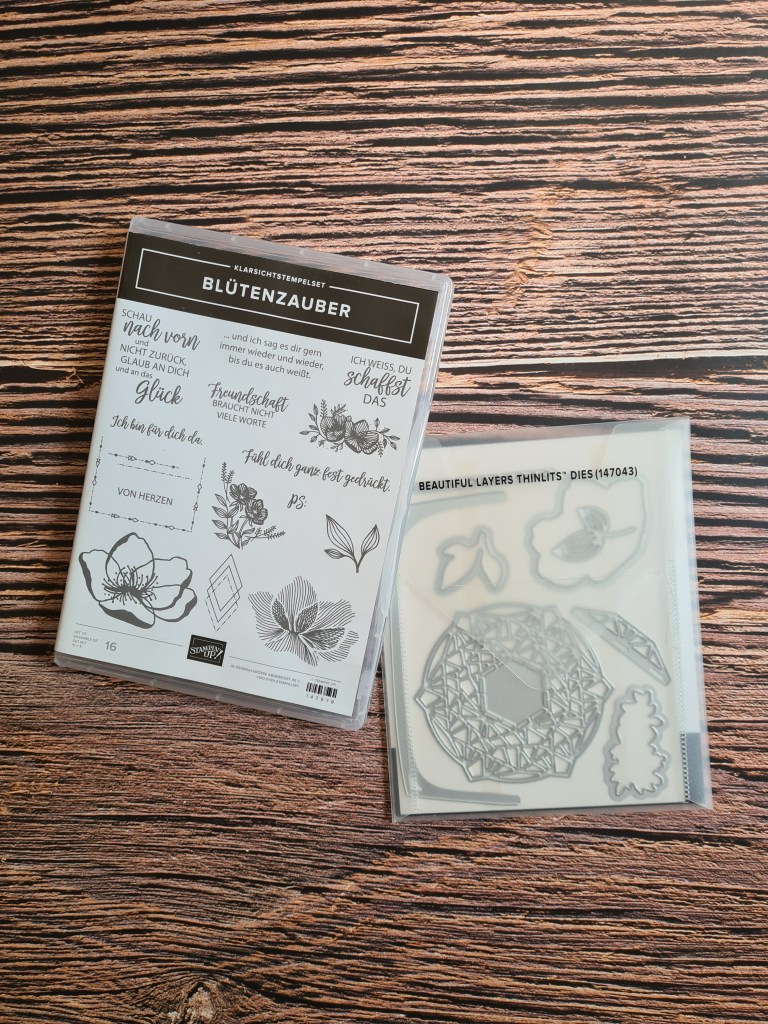 KLARSICHTSTEMPELSET
BLÜTENZAUBER
SCHAU
nach vorn
und
NICHT ZURÜCK,
GLAUB AN DICH
und an das
Glück
... und ich sag es dir gern
immer wieder und wieder,
bis du es auch weißt.
ICH WEISS, DU
schaffst
DAS
Freundschaft
BRAUCHT NICHT
VIELE WORTE
Ich bin für dich da.
Fühl dich ganz fest gedrückt.
VON HERZEN
PS:
16
STAMPIN' UP!
BEAUTIFUL LAYERS THINLITS™ DIES (147043)